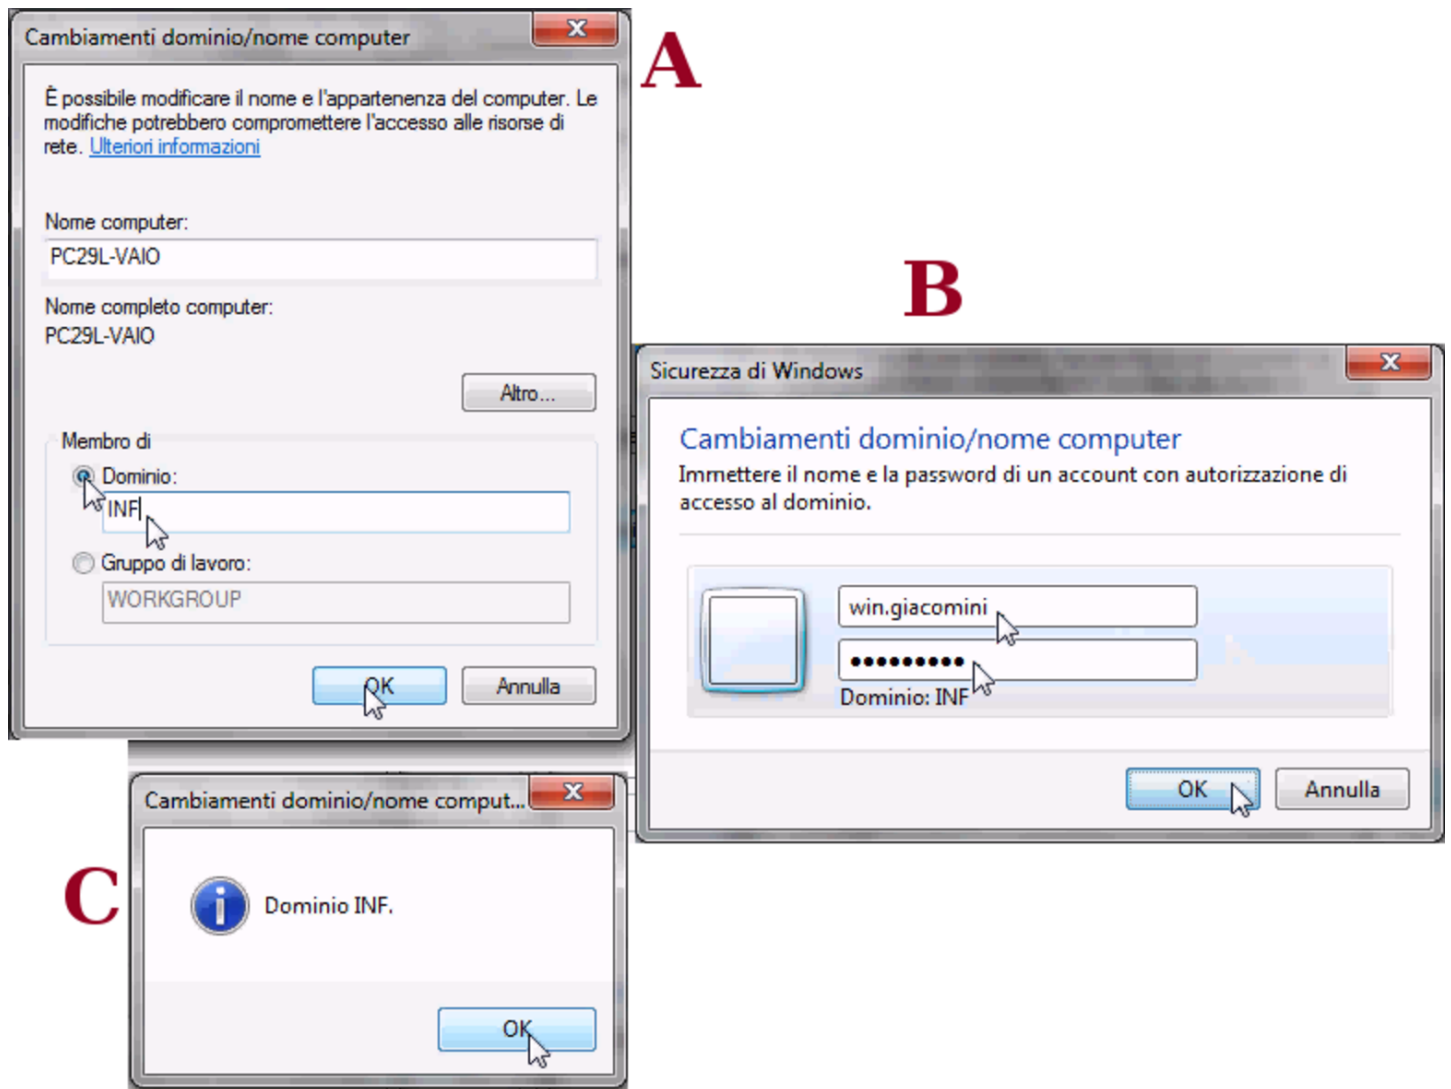 Cambiamenti dominio/nome computer
A
È possibile modificare il nome e l'appartenenza del computer. Le
modifiche potrebbero compromettere l'accesso alle risorse di
rete. Ulteriori informazioni
Nome computer:
PC29L-VAIO
Nome completo computer:
PC29L-VAIO
Altro...
Membro di
Dominio:
INF
Gruppo di lavoro:
WORKGROUP
OK
Annulla
B
Sicurezza di Windows
Cambiamenti dominio/nome computer
Immettere il nome e la password di un account con autorizzazione di
accesso al dominio.
win.giacomini
●●●●●●●●●
Dominio: INF
OK
Annulla
C
Cambiamenti dominio/nome comput...
Dominio INF.
OK